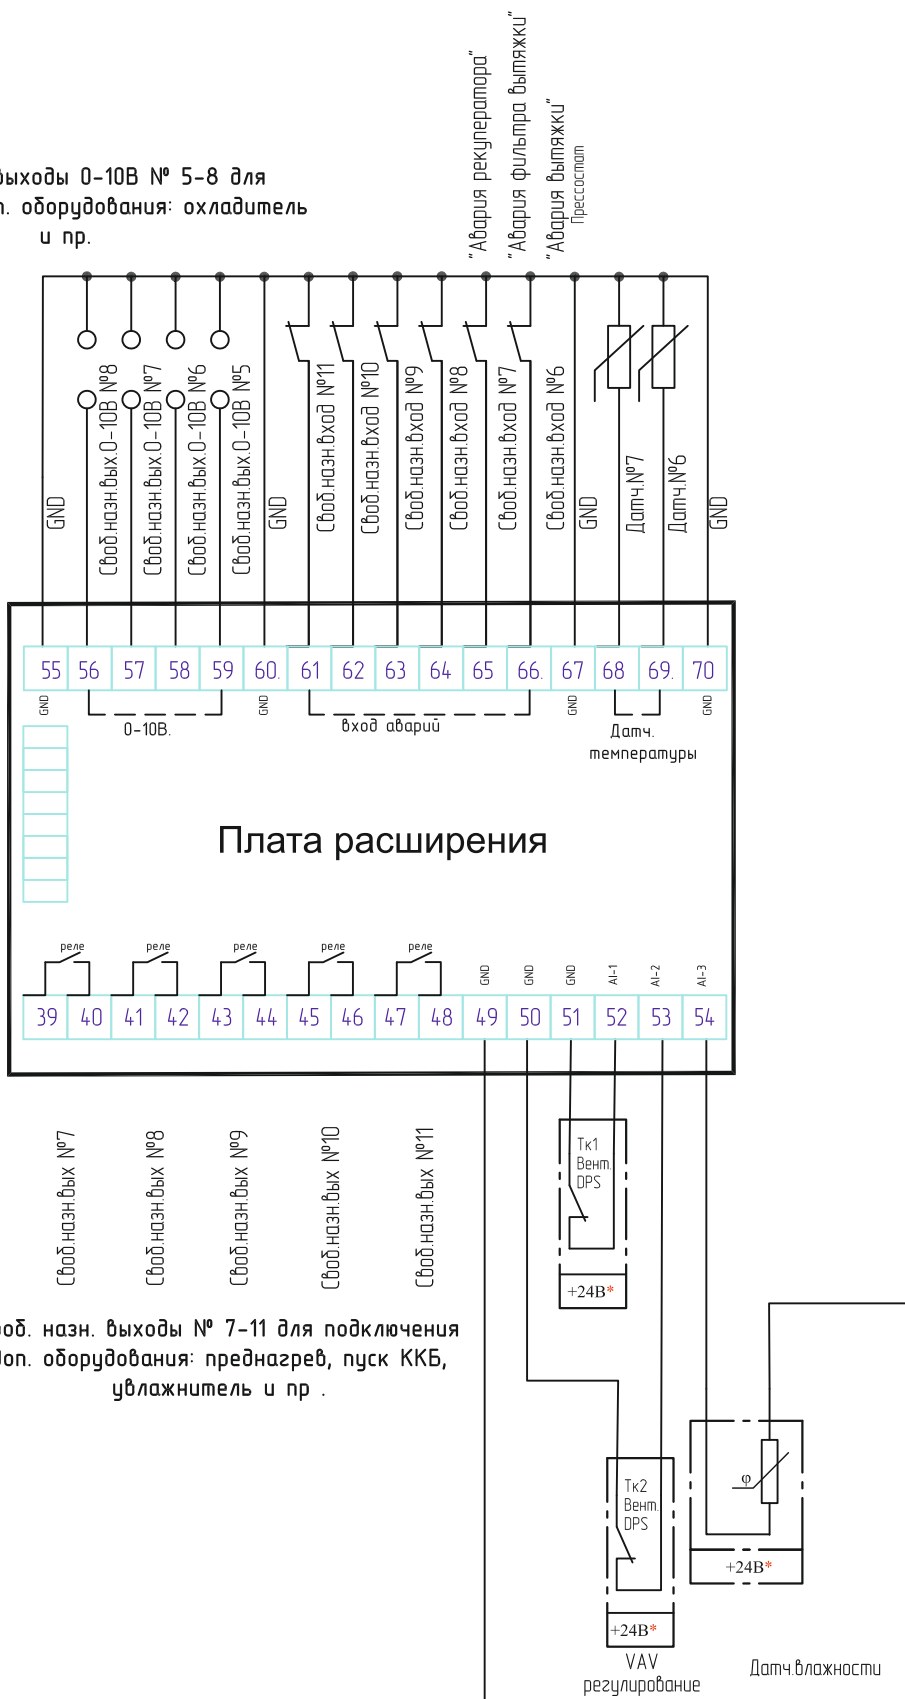 "Авария рекуператора"
"Авария фильтра вытяжки"
"Авария вытяжки"
Прессостат
выходы 0-10В № 5-8 для
п. оборудования: охладитель
и пр.
GND
Своб.назн.вых.0-10В №8
Своб.назн.вых.0-10В №7
Своб.назн.вых.0-10В №6
Своб.назн.вых.0-10В №5
GND
Своб.назн.вход №11
Своб.назн.вход №10
Своб.назн.вход №9
Своб.назн.вход №8
Своб.назн.вход №7
Своб.назн.вход №6
GND
Датч.№7
Датч.№6
GND
55 56 57 58 59 60. 61 62 63 64 65 66. 67 68 69. 70
GND
0-10В.
GND
вход аварий
GND
Датч.
температуры
GND
Плата расширения
реле реле реле реле реле
GND GND GND AI-1 AI-2 AI-3
39 40 41 42 43 44 45 46 47 48 49 50 51 52 53 54
Своб.назн.вых №7
Своб.назн.вых №8
Своб.назн.вых №9
Своб.назн.вых №10
Своб.назн.вых №11
Тк1
Вент.
DPS
+24В*
об. назн. выходы № 7-11 для подключения
доп. оборудования: преднагрев, пуск ККБ,
увлажнитель и пр .
Тк2
Вент.
DPS
+24В*
VAV
регулирование
φ
+24В*
Датч.влажности